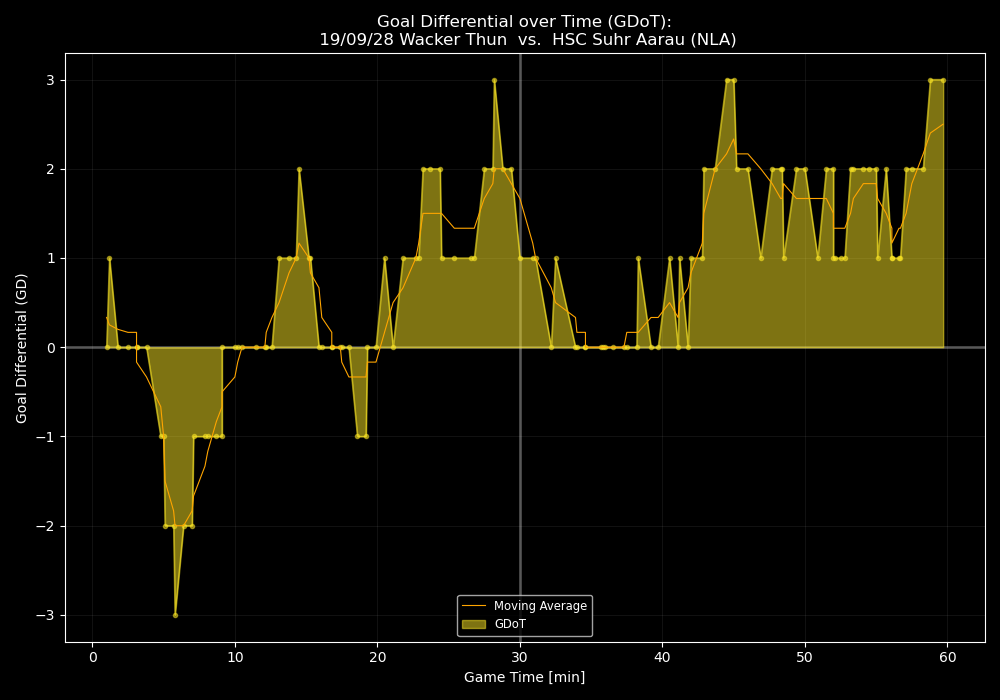 Goal Differential over Time (GDoT):
19/09/28 Wacker Thun  vs.  HSC Suhr Aarau (NLA)
Goal Differential (GD)
3
2
1
0
−1
−2
−3
Moving Average
GDoT
0 10 20 30 40 50 60
Game Time [min]